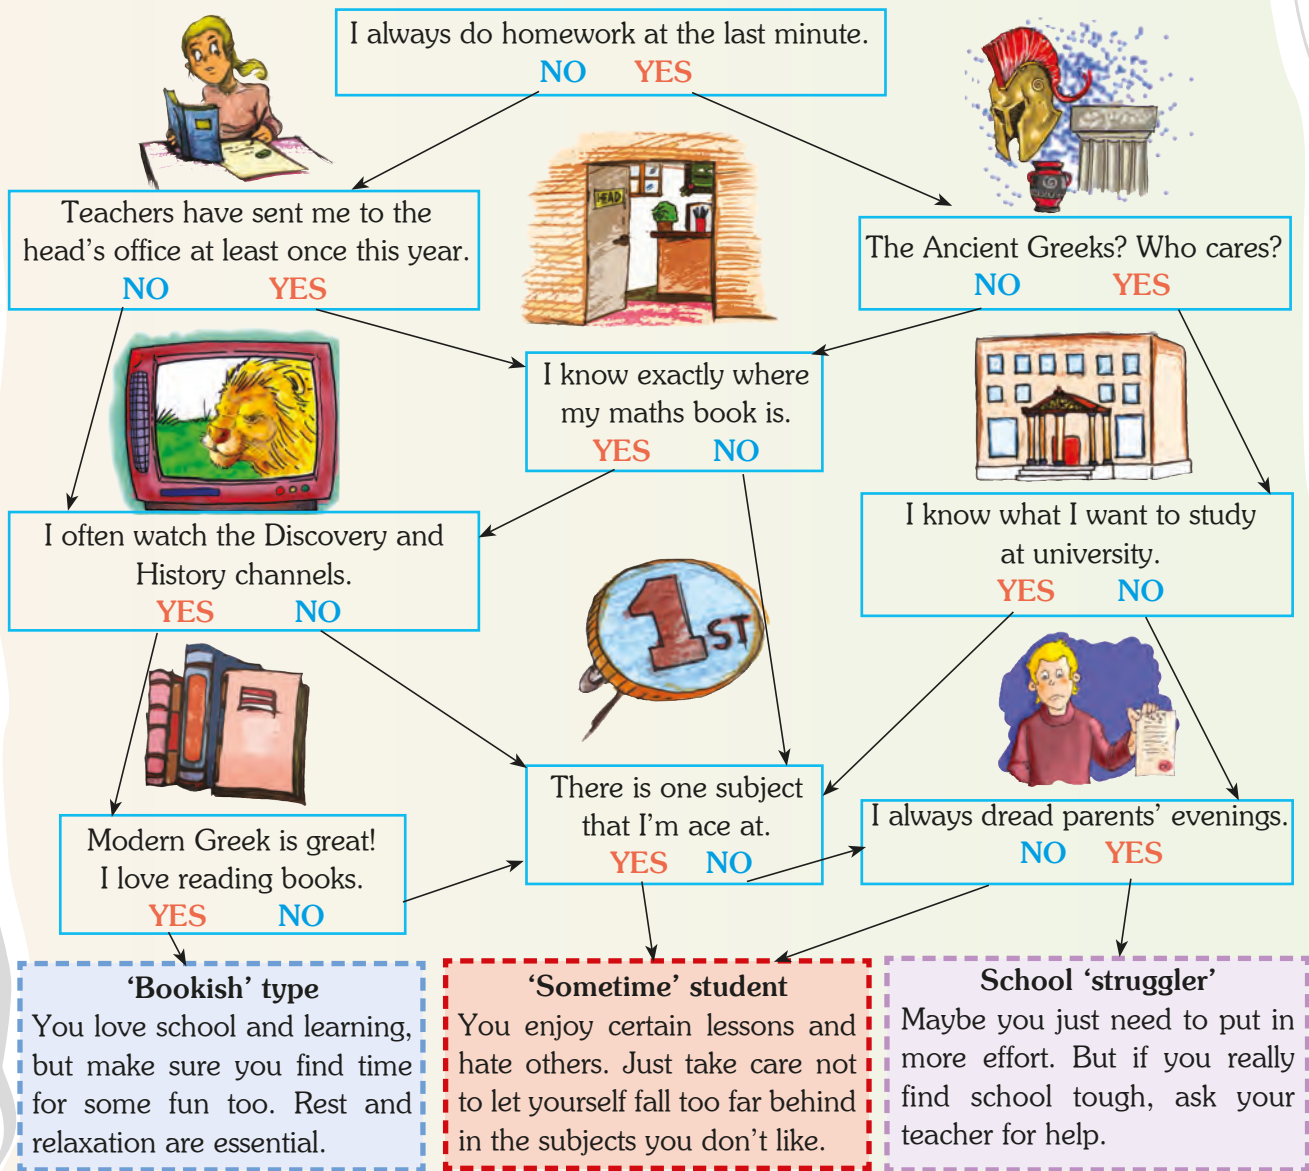 I always do homework at the last minute.
NO YES
Teachers have sent me to the
head's office at least once this year.
NO YES
HEAD
The Ancient Greeks? Who cares?
NO YES
I know exactly where
my maths book is.
YES NO
I often watch the Discovery and
History channels.
YES NO
I know what I want to study
at university.
YES NO
1ST
There is one subject
that I'm ace at.
YES NO
I always dread parents' evenings.
NO YES
Modern Greek is great!
I love reading books.
YES NO
‘Bookish’ type
You love school and learning,
but make sure you find time
for some fun too. Rest and
relaxation are essential.
‘Sometime’ student
You enjoy certain lessons and
hate others. Just take care not
to let yourself fall too far behind
in the subjects you don't like.
School ‘struggler’
Maybe you just need to put in
more effort. But if you really
find school tough, ask your
teacher for help.